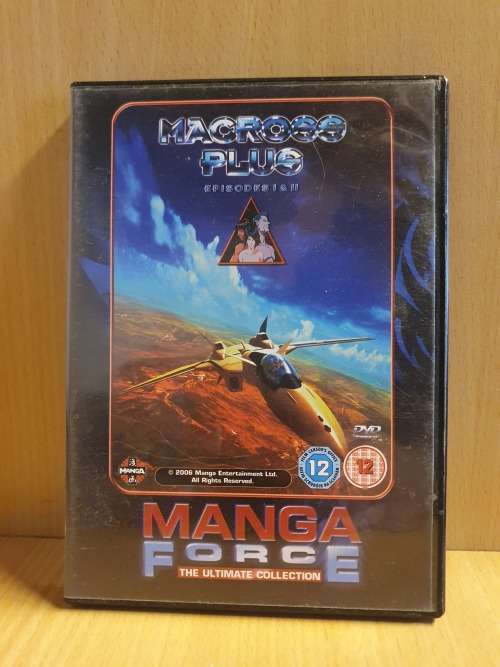 MACROSS
PLUS
EPISODES I & II
DVD
MANGA
© 2006 Manga Entertainment Ltd.
All Rights Reserved.
12
12
MANGA
FORCE
THE ULTIMATE COLLECTION